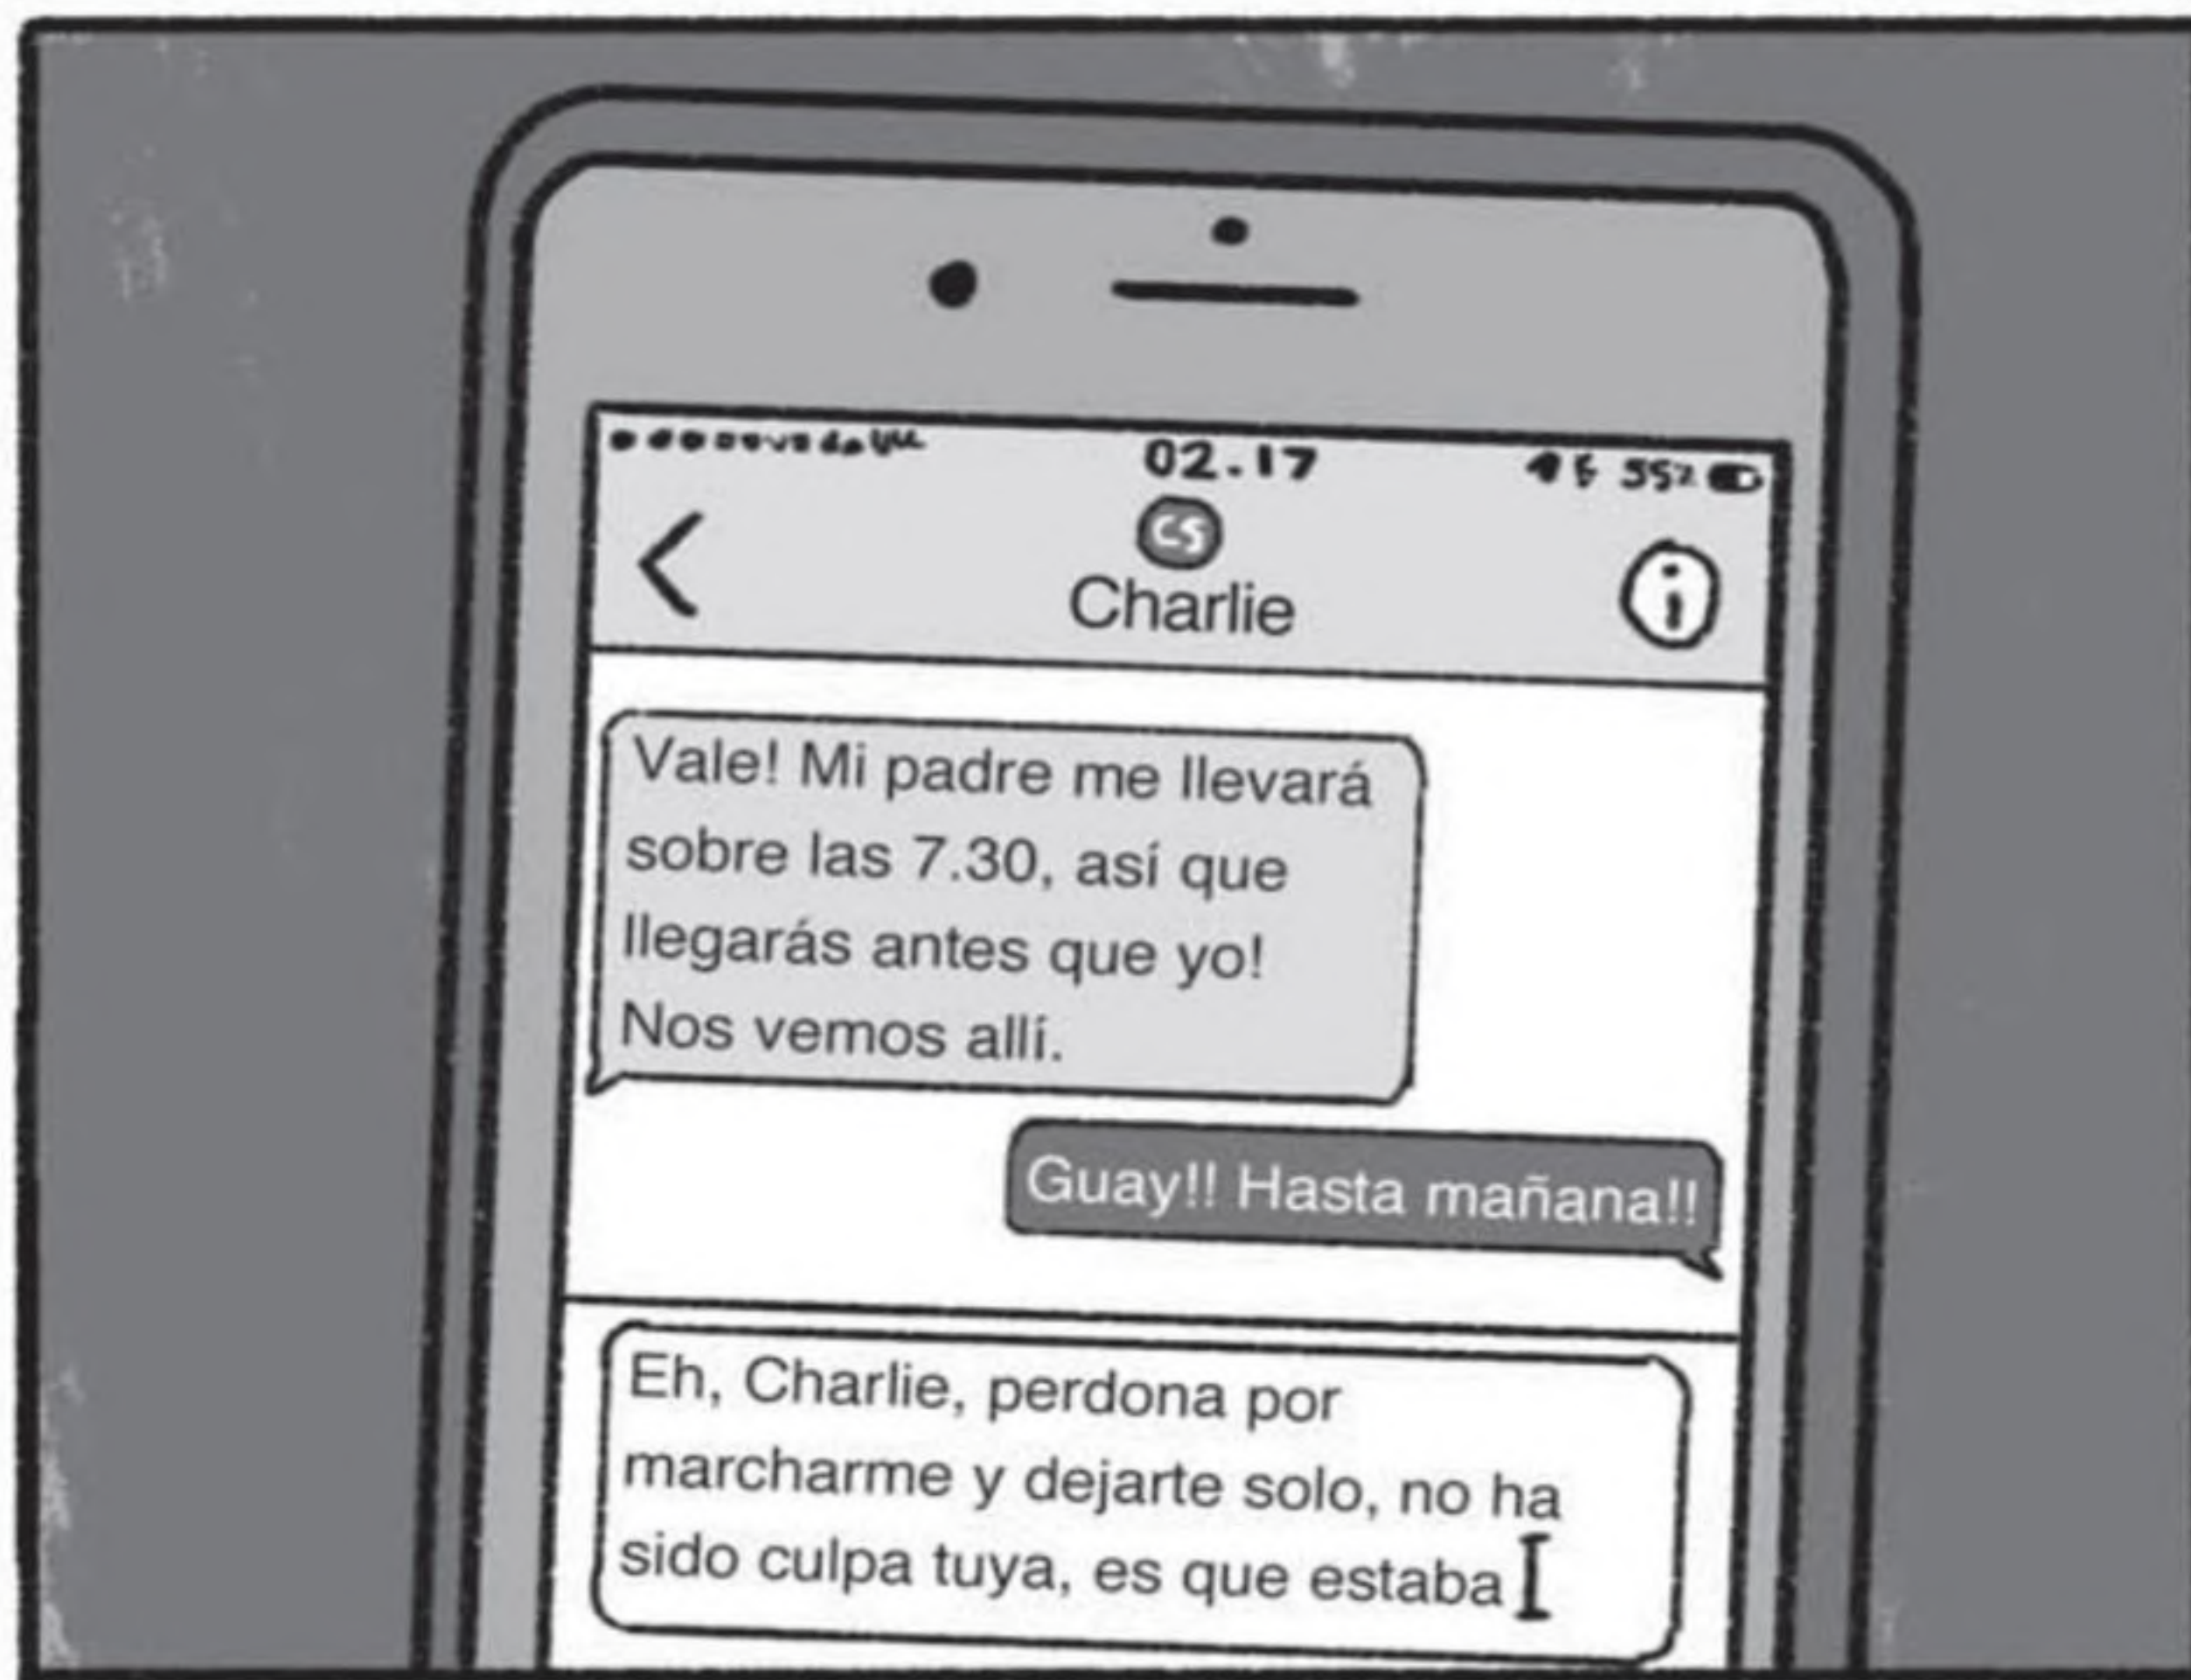 02.17
55%
CS
Charlie
Vale! Mi padre me llevará
sobre las 7.30, así que
llegarás antes que yo!
Nos vemos allí.
Guay!! Hasta mañana!!
Eh, Charlie, perdona por
marcharme y dejarte solo, no ha
sido culpa tuya, es que estaba